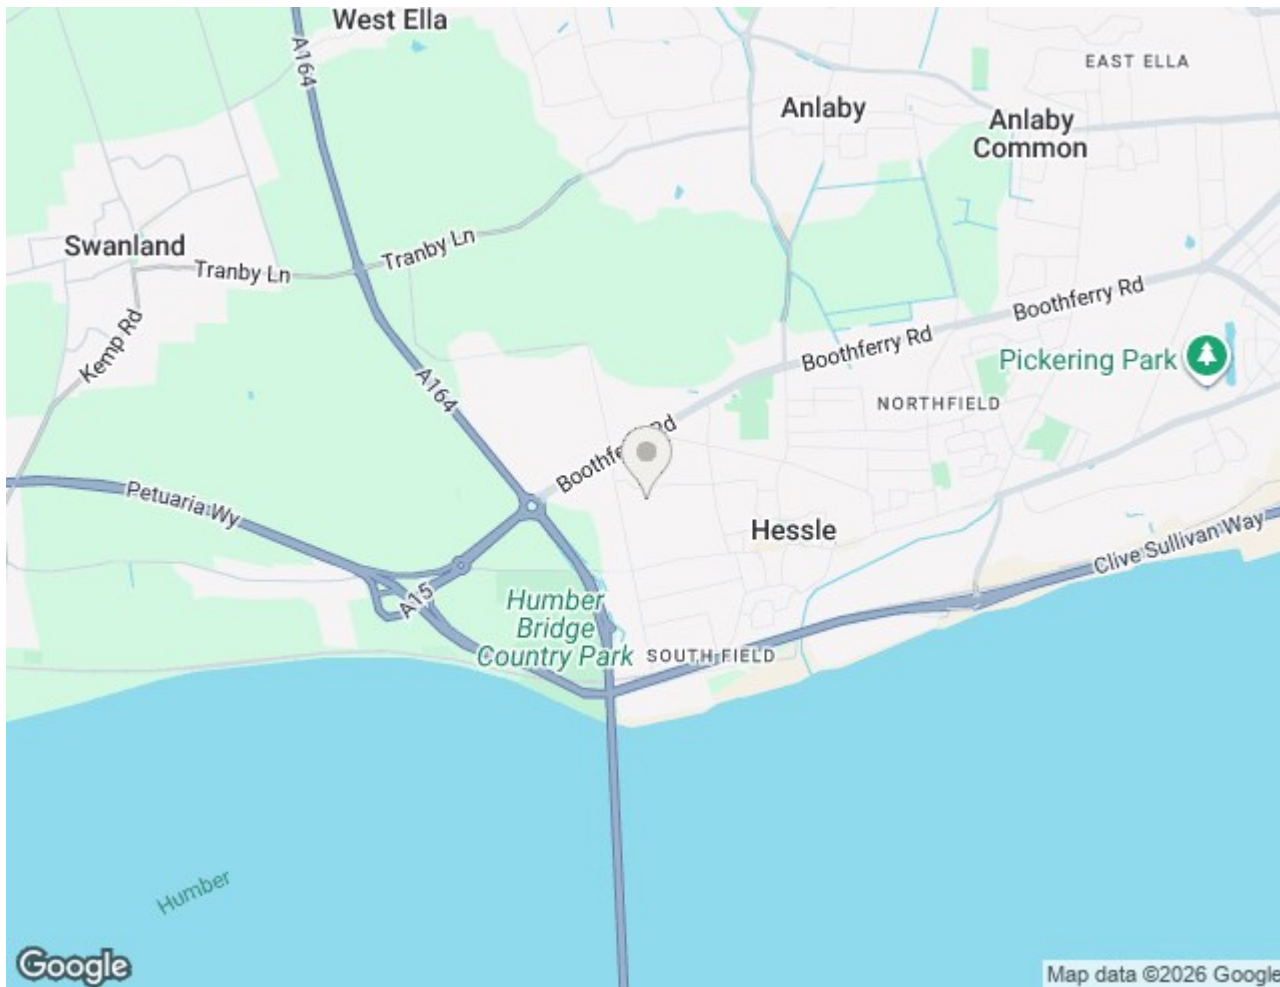 West Ella
A164
EAST ELLA
Anlaby
Anlaby
Common
Swanland
Tranby Ln
Tranby Ln
Kemp Rd
Boothferry Rd
Boothferry Rd
Pickering Park
A164
NORTHFIELD
Boothferry Rd
Petuaria Wy
Hessle
Clive Sullivan Way
A15
Humber
Bridge
Country Park
SOUTH FIELD
Humber
Google
Map data ©2026 Google